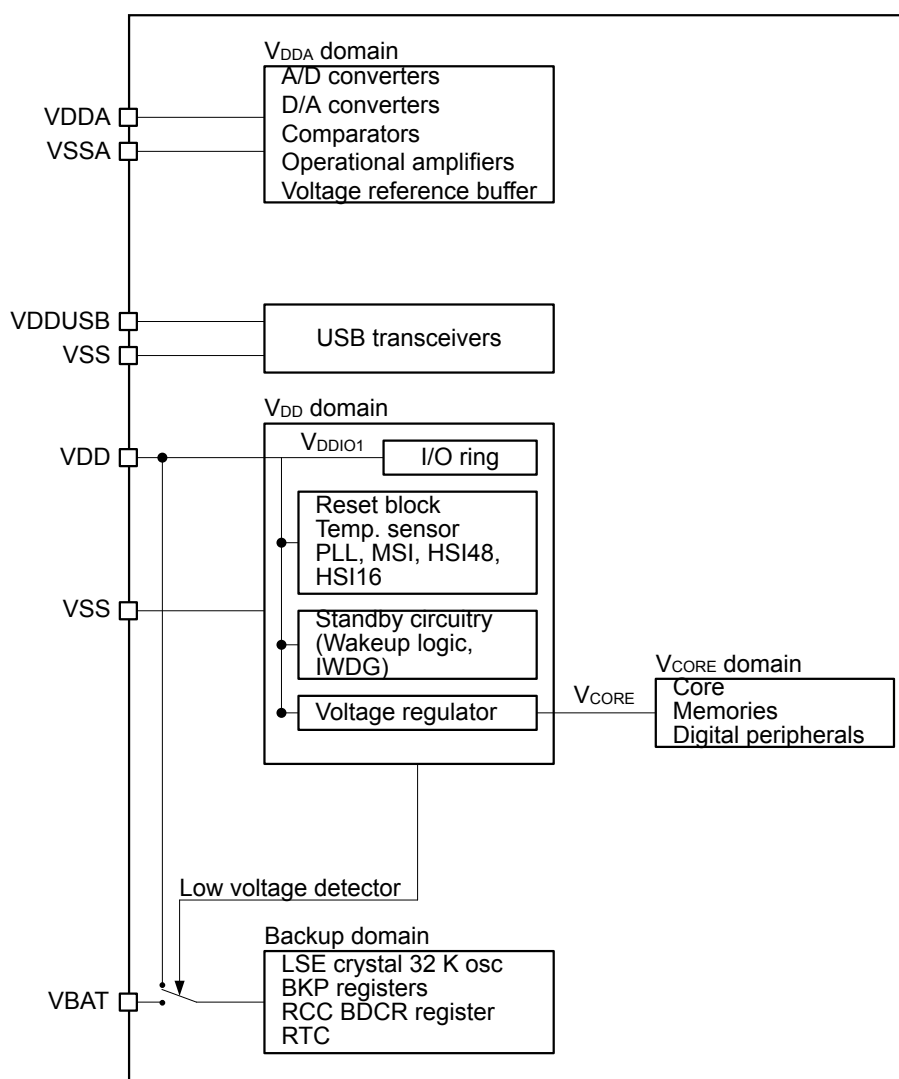 VDDA domain
A/D converters
D/A converters
Comparators
Operational amplifiers
Voltage reference buffer
VDDA
VSSA
VDDUSB
VSS
USB transceivers
VDD domain
VDD
VDDIO1
I/O ring
Reset block
Temp. sensor
PLL, MSI, HSI48,
HSI16
VSS
Standby circuitry
(Wakeup logic,
IWDG)
Voltage regulator
VCORE
VCORE domain
Core
Memories
Digital peripherals
Low voltage detector
Backup domain
LSE crystal 32 K osc
BKP registers
RCC BDCR register
RTC
VBAT